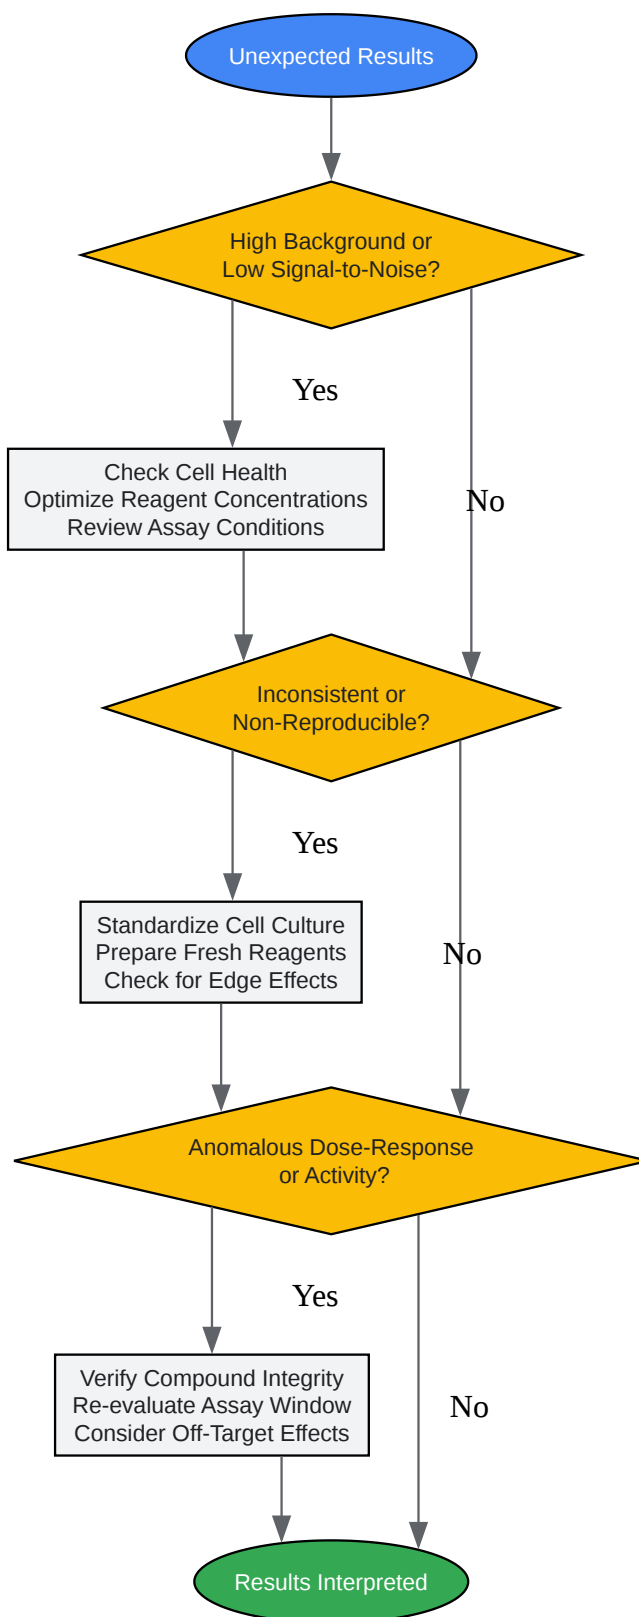 Unexpected Results
High Background or
Low Signal-to-Noise?
Yes
Check Cell Health
Optimize Reagent Concentrations
Review Assay Conditions
No
Inconsistent or
Non-Reproducible?
Yes
Standardize Cell Culture
Prepare Fresh Reagents
Check for Edge Effects
No
Anomalous Dose-Response
or Activity?
Yes
Verify Compound Integrity
Re-evaluate Assay Window
Consider Off-Target Effects
No
Results Interpreted